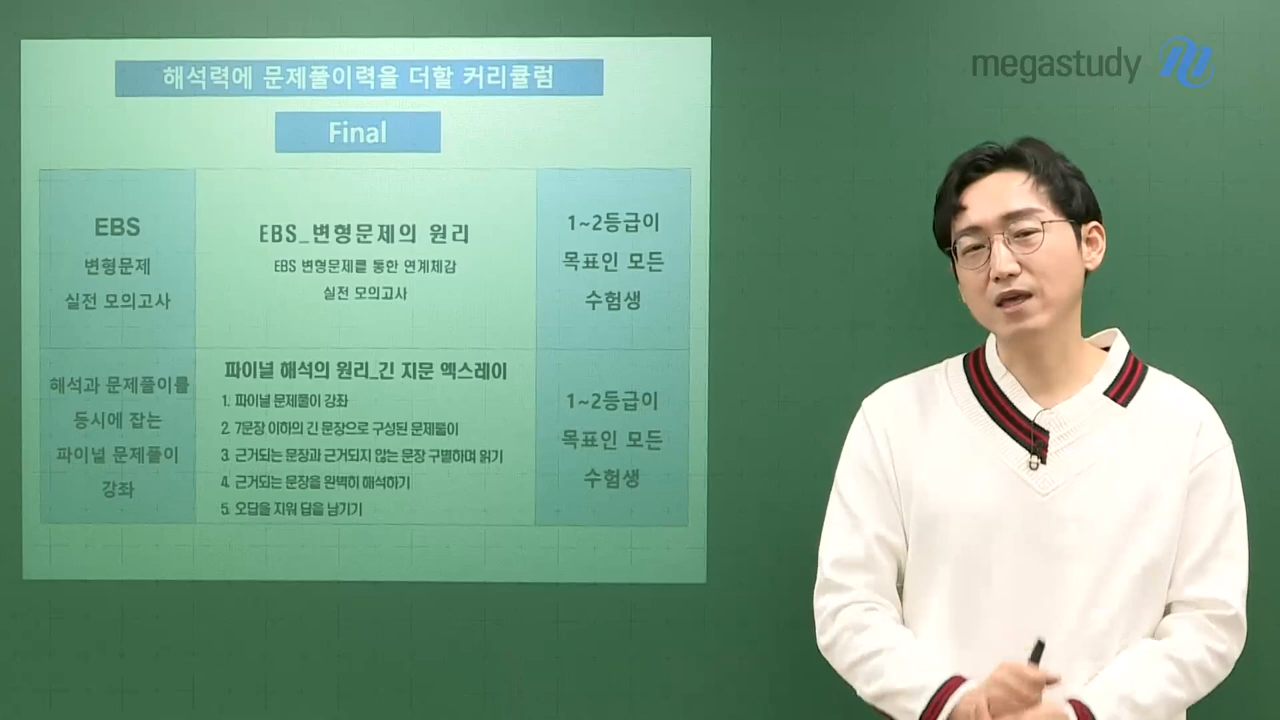 해석력에 문제풀이력을 더할 커리큘럼
megastudy
Final
EBS
변형문제
실전 모의고사
EBS_변형문제의 원리
EBS 변형문제를 통한 연계체감
실전 모의고사
1~2등급이
목표인 모든
수험생
해석과 문제풀이를
동시에 잡는
파이널 문제풀이
강좌
파이널 해석의 원리_긴 지문 엑스레이
1. 파이널 문제풀이 강좌
2. 7문장 이하의 긴 문장으로 구성된 문제풀이
3. 근거되는 문장과 근거되지 않는 문장 구별하며 읽기
4. 근거되는 문장을 완벽히 해석하기
5. 오답을 지워 답을 남기기
1~2등급이
목표인 모든
수험생